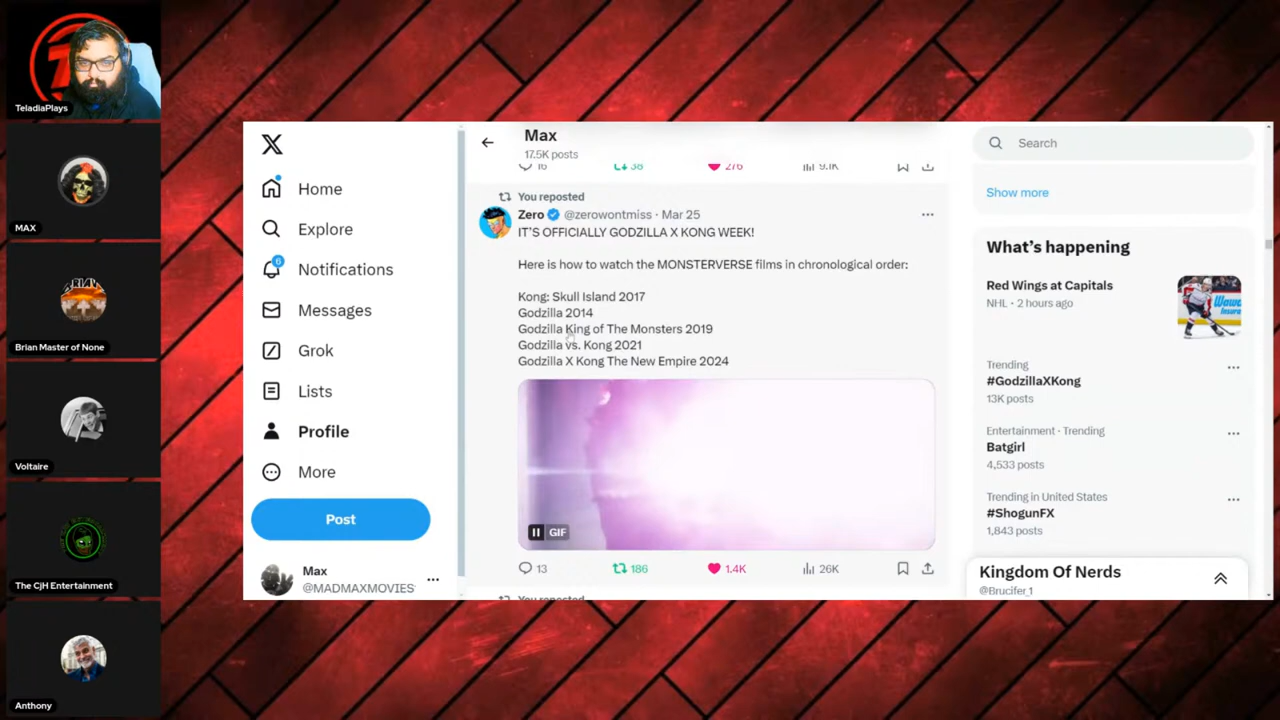 TeladiaPlays
MAX
BRIAN
Brian Master of None
Voltaire
The CjH Entertainment
Anthony
X
Home
Explore
6
Notifications
Messages
Grok
Lists
Profile
More
Post
Max
@MADMAXMOVIES
Max
17.5K posts
16
38
276
9.1K
You reposted
Zero @zerowontmiss · Mar 25
IT'S OFFICIALLY GODZILLA X KONG WEEK!
Here is how to watch the MONSTERVERSE films in chronological order:
Kong: Skull Island 2017
Godzilla 2014
Godzilla King of The Monsters 2019
Godzilla vs. Kong 2021
Godzilla X Kong The New Empire 2024
GIF
13
186
1.4K
26K
You reposted
Search
Show more
What's happening
Red Wings at Capitals
NHL · 2 hours ago
Trending
#GodzillaXKong
13K posts
Entertainment · Trending
Batgirl
4,533 posts
Trending in United States
#ShogunFX
1,843 posts
Kingdom Of Nerds
@Brucifer_1